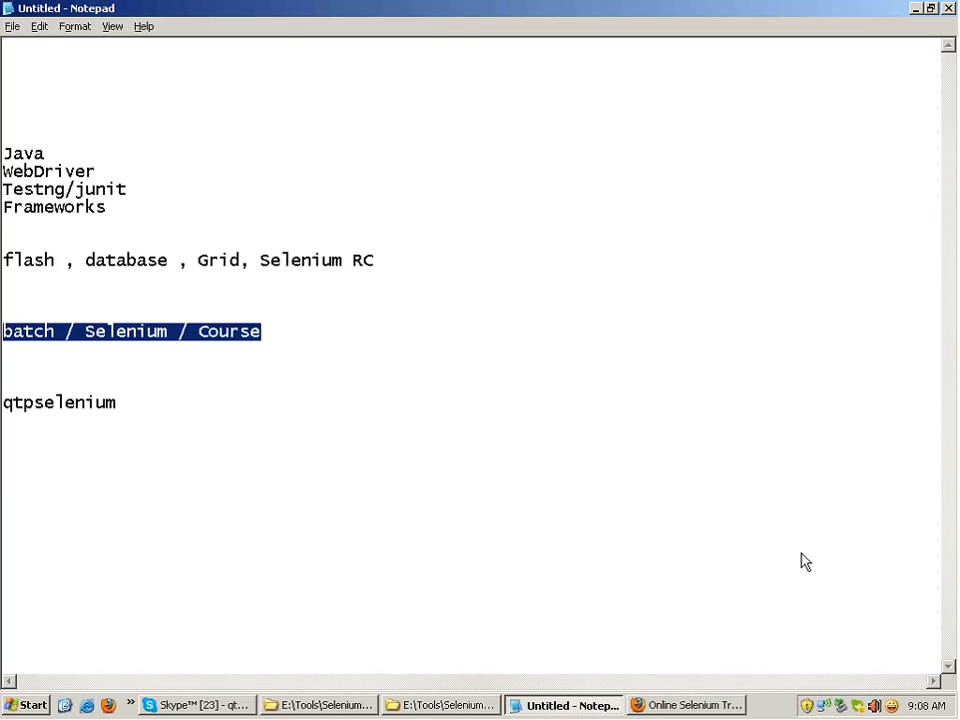 Untitled - Notepad
File Edit Format View Help
Java
WebDriver
Testng/junit
Frameworks
flash , database , Grid, Selenium RC
batch / Selenium / Course
qtpselenium
Start » Skype™ [23] - qt... E:\Tools\Selenium... E:\Tools\Selenium... Untitled - Notep... Online Selenium Tr... 9:08 AM